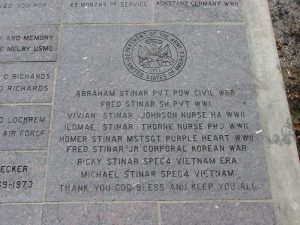 OVED YOU
48 MONTHS OF SERVICE
KONSTANZ GERMANY WWII
AND MEMORY
MELBY USMC
DEPARTMENT OF THE ARMY
UNITED STATES OF AMERICA
D RICHARDS
RICHARDS
LOCKREM
AIR FORCE
ECKER
9-1973
ABRAHAM STINAR PVT POW CIVIL WAR
FRED STINAR SR PVT WWI
VIVIAN STINAR JOHNSON NURSE HA WWII
ILOMAE STINAR THORNE NURSE PHS WWII
HOMER STINAR MSTSGT PURPLE HEART WWII
FRED STINAR JR CORPORAL KOREAN WAR
RICKY STINAR SPEC4 VIETNAM ERA
MICHAEL STINAR SPEC4 VIETNAM
THANK YOU GOD BLESS AND KEEP YOU ALL